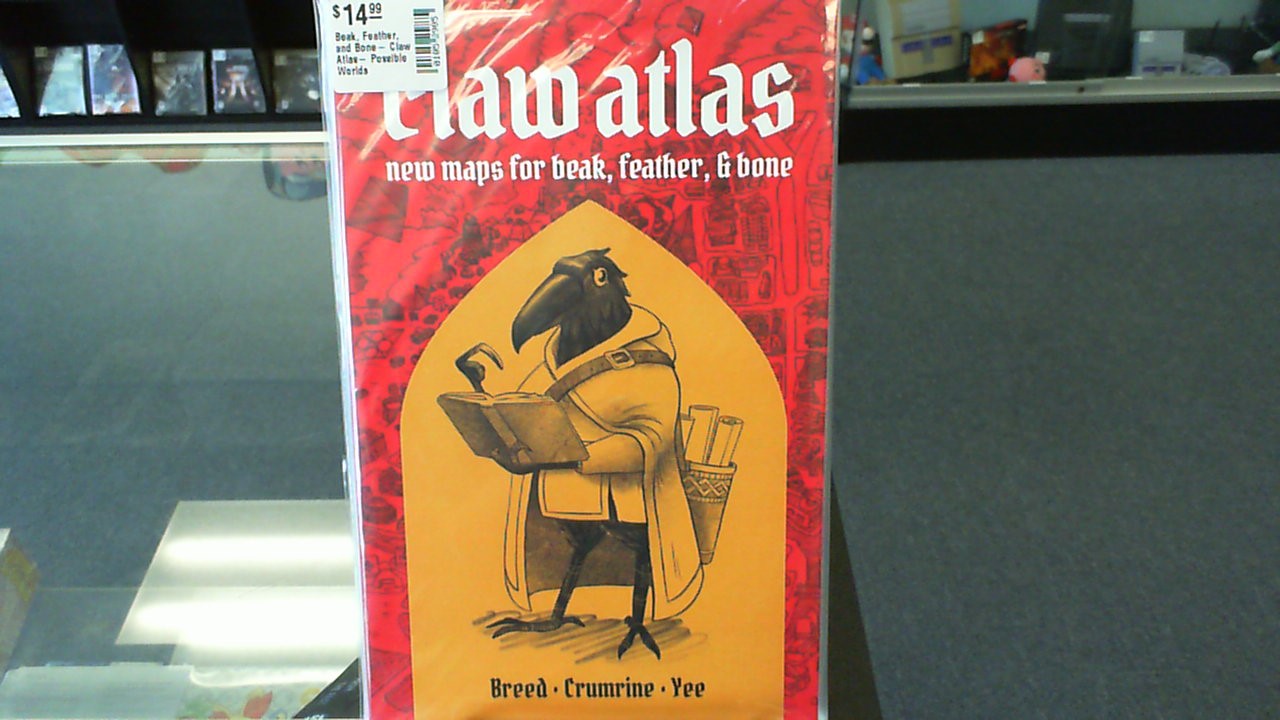 $14.99
Beak, Feather,
and Bone— Claw
Atlas— Possible
Worlds
claw atlas
new maps for beak, feather, & bone
Breed · Crumrine · Yee